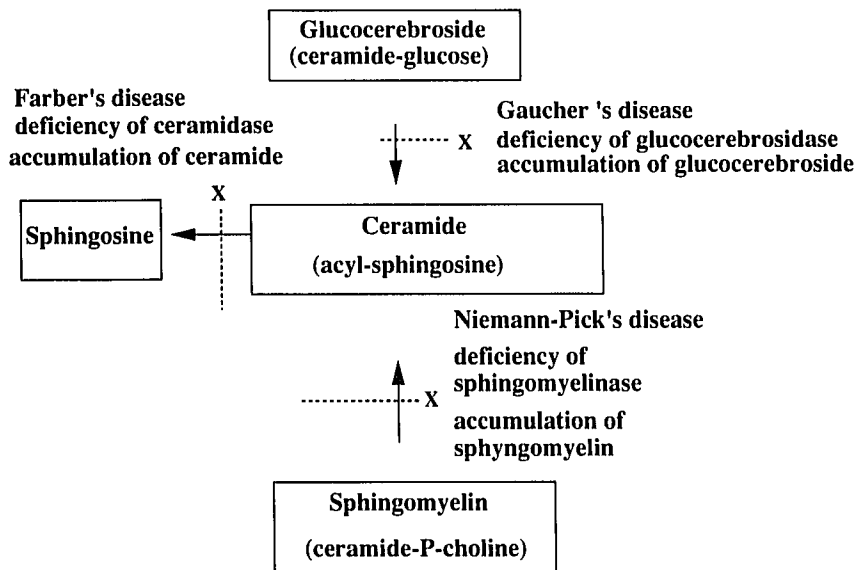 Glucocerebroside
(ceramide-glucose)
Farber's disease
deficiency of ceramidase
accumulation of ceramide
X
Gaucher 's disease
deficiency of glucocerebrosidase
accumulation of glucocerebroside
X
Sphingosine
Ceramide
(acyl-sphingosine)
Niemann-Pick's disease
deficiency of
sphingomyelinase
X
accumulation of
sphyngomyelin
Sphingomyelin
(ceramide-P-choline)